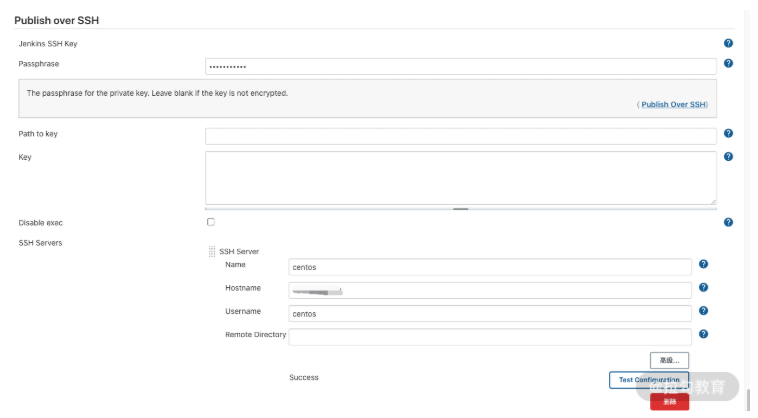 Publish over SSH
Jenkins SSH Key
Passphrase
•••••••••••
The passphrase for the private key. Leave blank if the key is not encrypted.
( Publish Over SSH)
Path to key
Key
Disable exec
SSH Servers
SSH Server
Name
centos
Hostname
Username
centos
Remote Directory
高级...
Success
Test Configuration
教育
删除